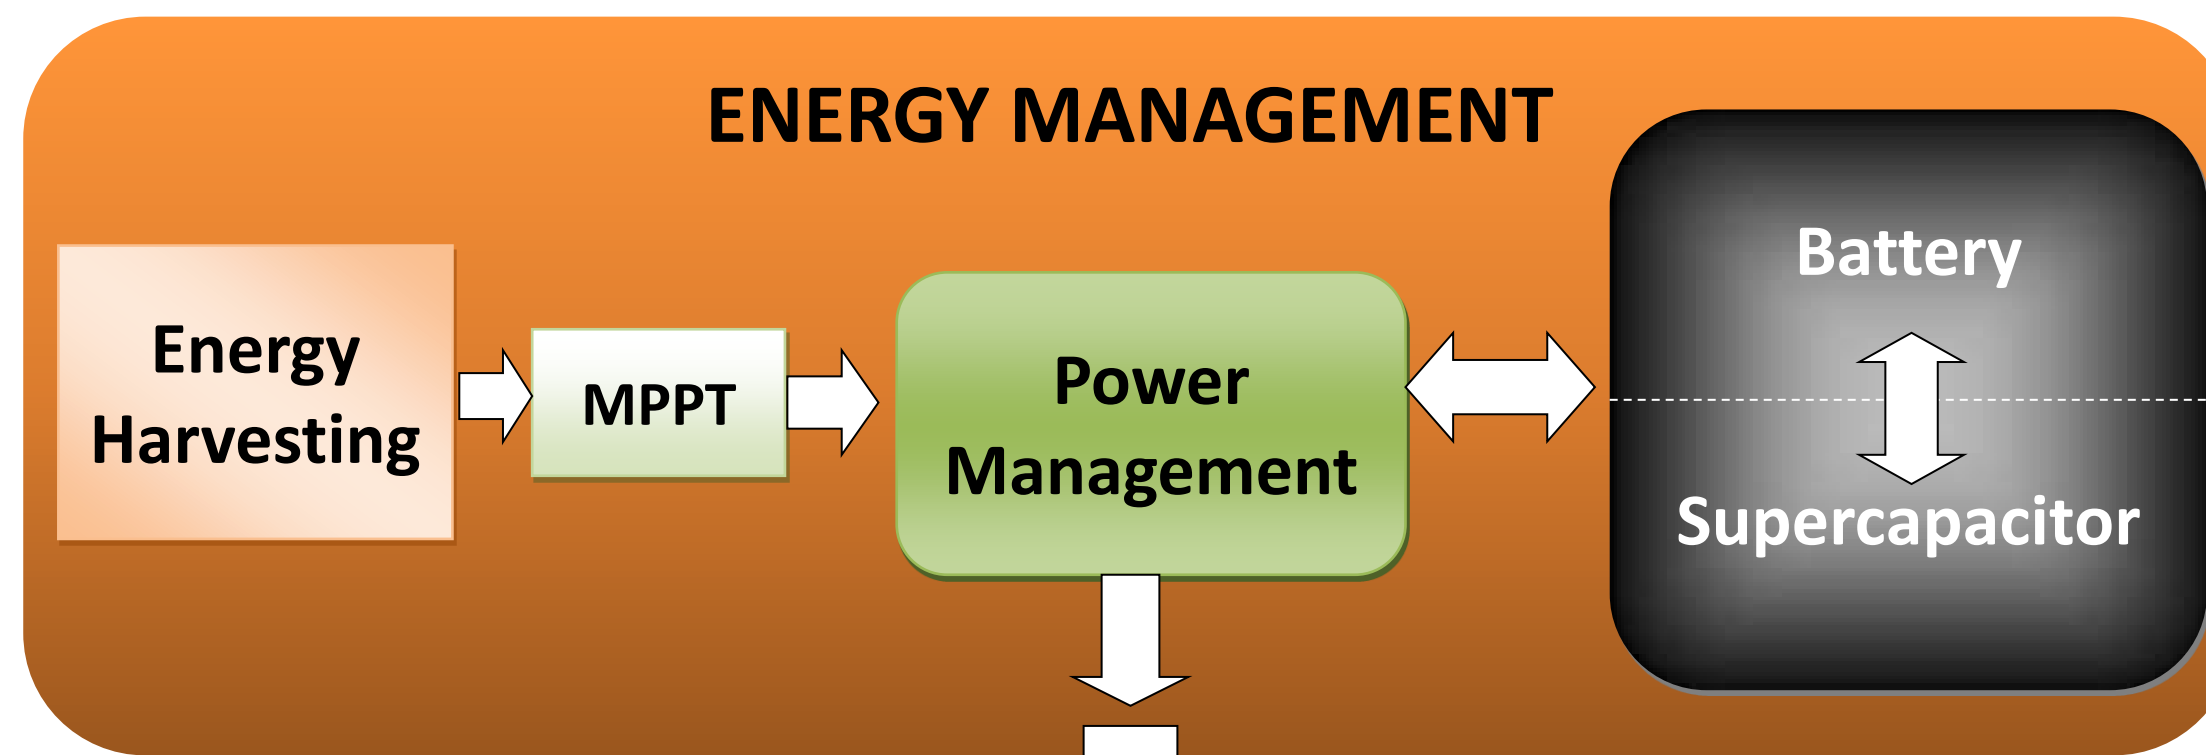 ENERGY MANAGEMENT
Energy
Harvesting
MPPT
Power
Management
Battery
Supercapacitor